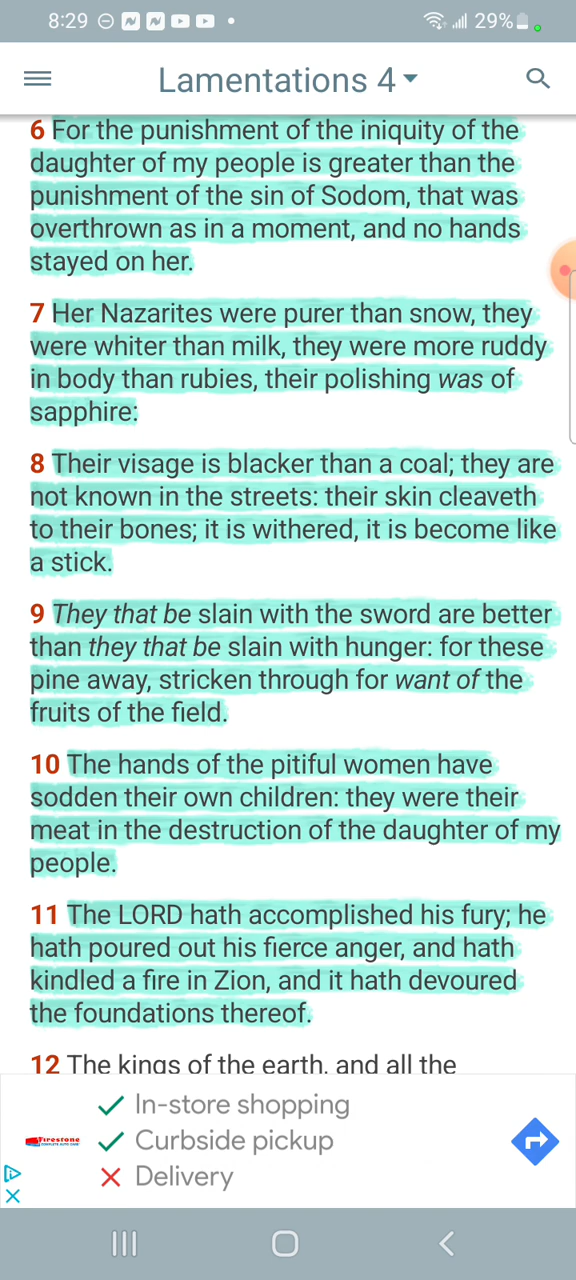 8:29 29%
Lamentations 4
6 For the punishment of the iniquity of the
daughter of my people is greater than the
punishment of the sin of Sodom, that was
overthrown as in a moment, and no hands
stayed on her.
7 Her Nazarites were purer than snow, they
were whiter than milk, they were more ruddy
in body than rubies, their polishing was of
sapphire:
8 Their visage is blacker than a coal; they are
not known in the streets: their skin cleaveth
to their bones; it is withered, it is become like
a stick.
9 They that be slain with the sword are better
than they that be slain with hunger: for these
pine away, stricken through for want of the
fruits of the field.
10 The hands of the pitiful women have
sodden their own children: they were their
meat in the destruction of the daughter of my
people.
11 The LORD hath accomplished his fury; he
hath poured out his fierce anger, and hath
kindled a fire in Zion, and it hath devoured
the foundations thereof.
12 The kings of the earth, and all the
In-store shopping
Firestone
COMPLETE AUTO CARE
Curbside pickup
Delivery